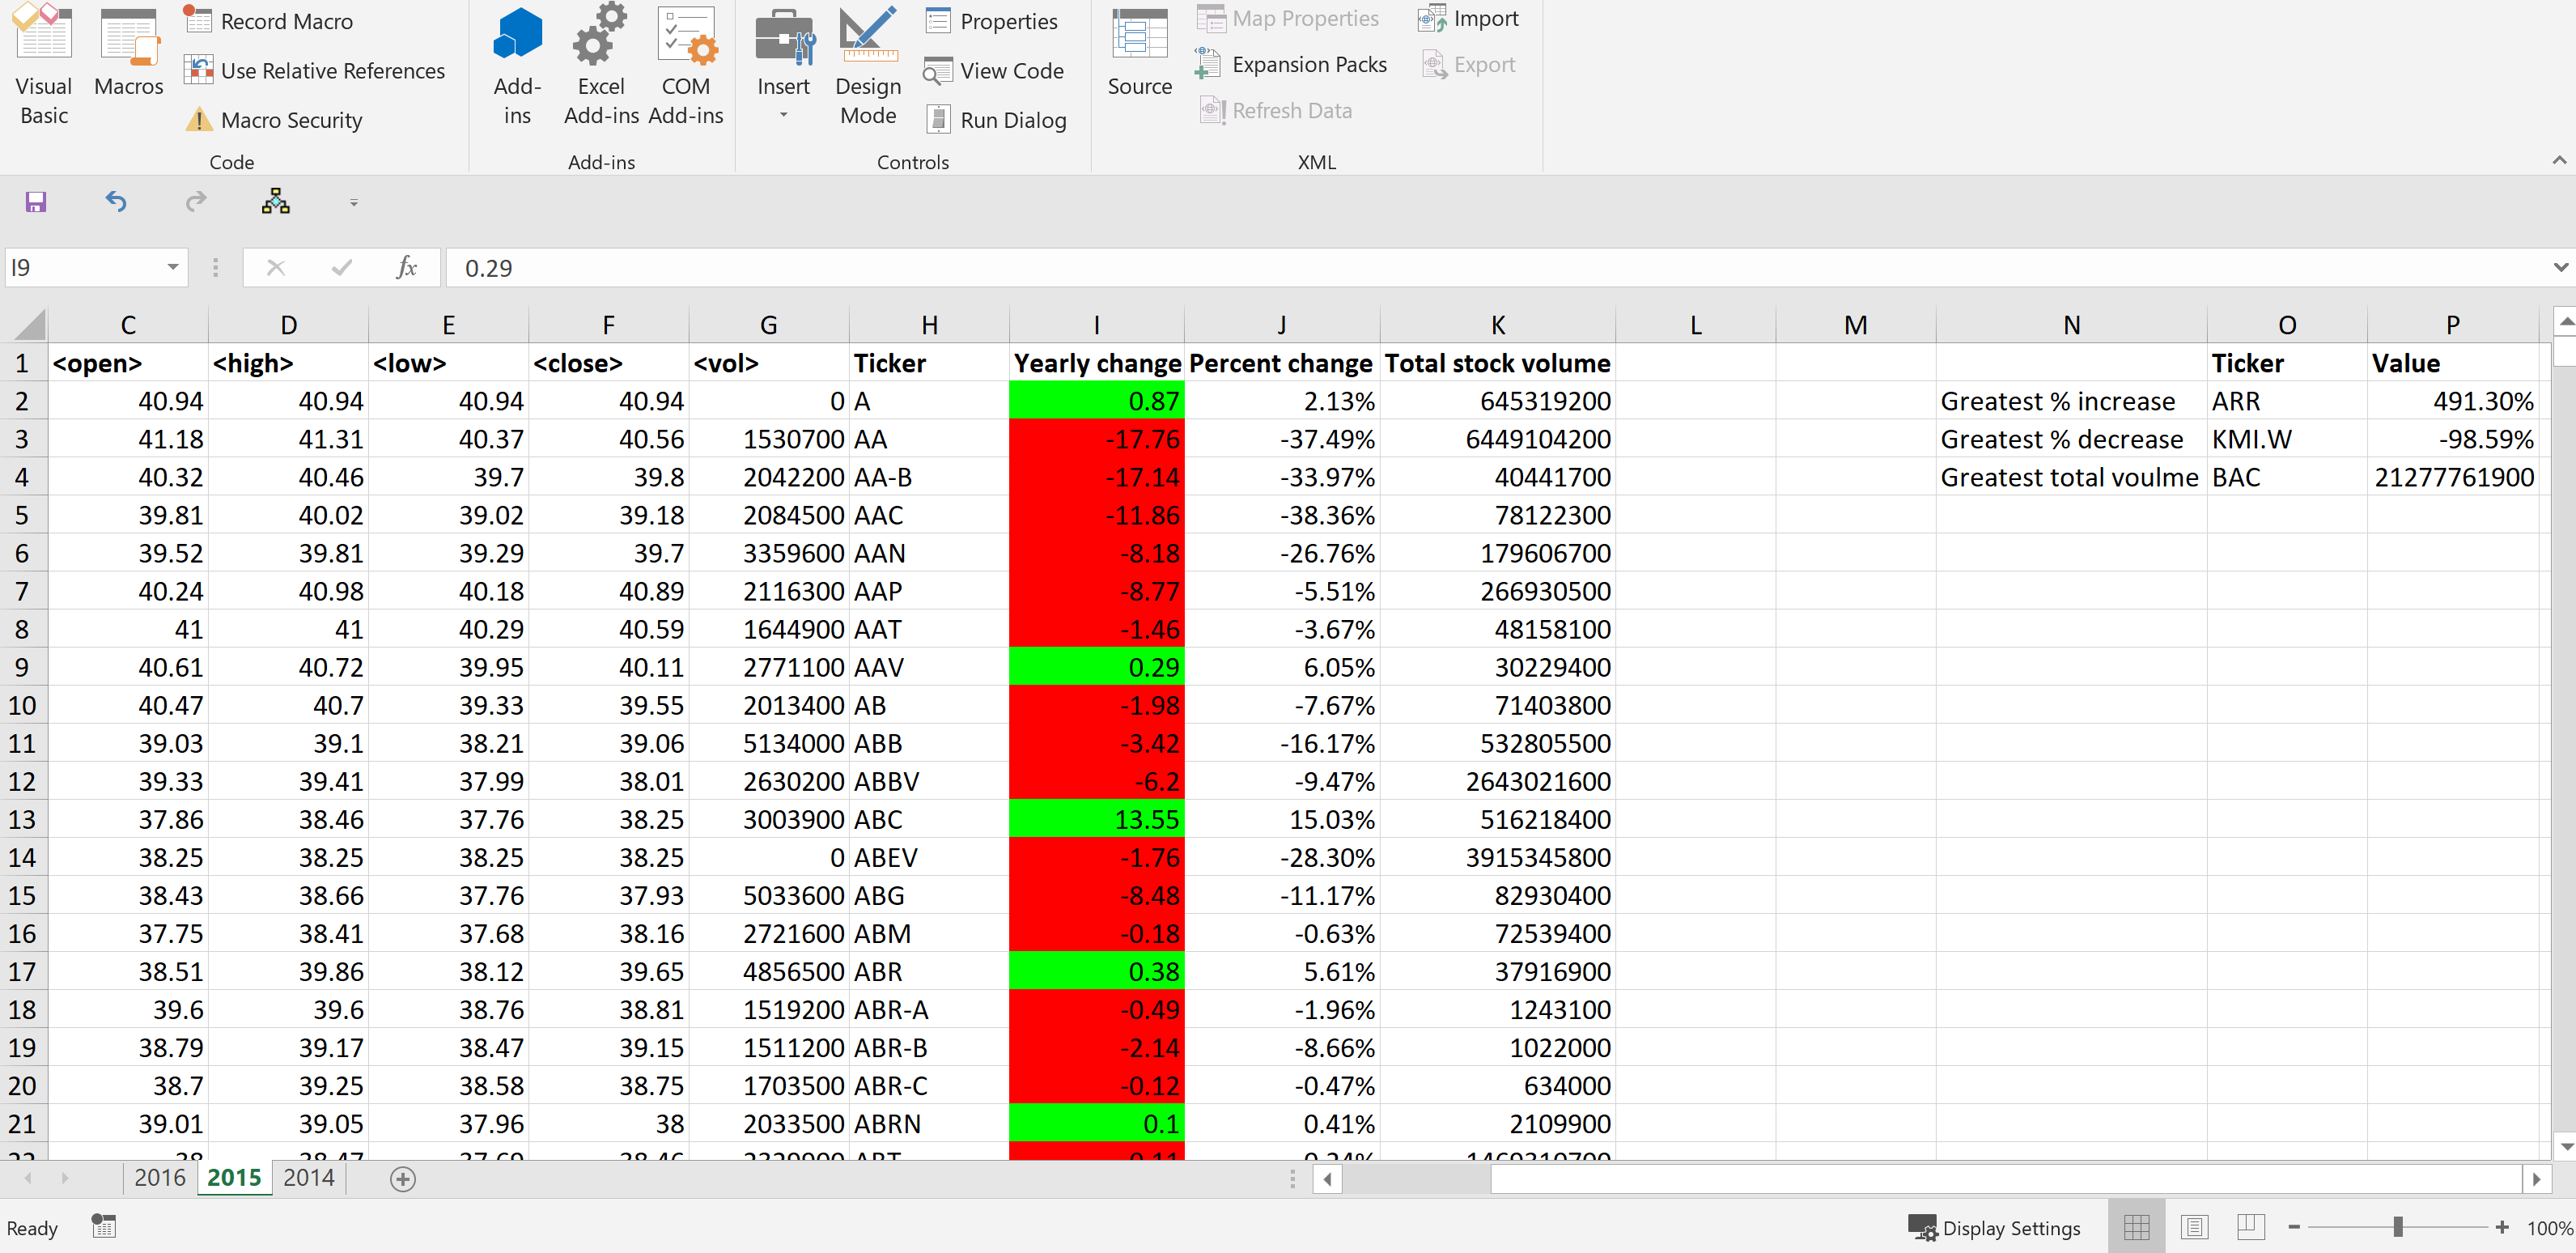 Visual Basic
Macros
Record Macro
Use Relative References
Macro Security
Code
Add-ins
Excel Add-ins
COM Add-ins
Add-ins
Insert
Design Mode
Properties
View Code
Run Dialog
Controls
Source
Map Properties
Expansion Packs
Refresh Data
Import
Export
XML
I9 fx 0.29
C D E F G H I J K L M N O P
1 <open> <high> <low> <close> <vol> Ticker Yearly change Percent change Total stock volume Ticker Value
2 40.94 40.94 40.94 40.94 0 A 0.87 2.13% 645319200 Greatest % increase ARR 491.30%
3 41.18 41.31 40.37 40.56 1530700 AA -17.76 -37.49% 6449104200 Greatest % decrease KMI.W -98.59%
4 40.32 40.46 39.7 39.8 2042200 AA-B -17.14 -33.97% 40441700 Greatest total voulme BAC 21277761900
5 39.81 40.02 39.02 39.18 2084500 AAC -11.86 -38.36% 78122300
6 39.52 39.81 39.29 39.7 3359600 AAN -8.18 -26.76% 179606700
7 40.24 40.98 40.18 40.89 2116300 AAP -8.77 -5.51% 266930500
8 41 41 40.29 40.59 1644900 AAT -1.46 -3.67% 48158100
9 40.61 40.72 39.95 40.11 2771100 AAV 0.29 6.05% 30229400
10 40.47 40.7 39.33 39.55 2013400 AB -1.98 -7.67% 71403800
11 39.03 39.1 38.21 39.06 5134000 ABB -3.42 -16.17% 532805500
12 39.33 39.41 37.99 38.01 2630200 ABBV -6.2 -9.47% 2643021600
13 37.86 38.46 37.76 38.25 3003900 ABC 13.55 15.03% 516218400
14 38.25 38.25 38.25 38.25 0 ABEV -1.76 -28.30% 3915345800
15 38.43 38.66 37.76 37.93 5033600 ABG -8.48 -11.17% 82930400
16 37.75 38.41 37.68 38.16 2721600 ABM -0.18 -0.63% 72539400
17 38.51 39.86 38.12 39.65 4856500 ABR 0.38 5.61% 37916900
18 39.6 39.6 38.76 38.81 1519200 ABR-A -0.49 -1.96% 1243100
19 38.79 39.17 38.47 39.15 1511200 ABR-B -2.14 -8.66% 1022000
20 38.7 39.25 38.58 38.75 1703500 ABR-C -0.12 -0.47% 634000
21 39.01 39.05 37.96 38 2033500 ABRN 0.1 0.41% 2109900
2016 2015 2014
Ready Display Settings 100%